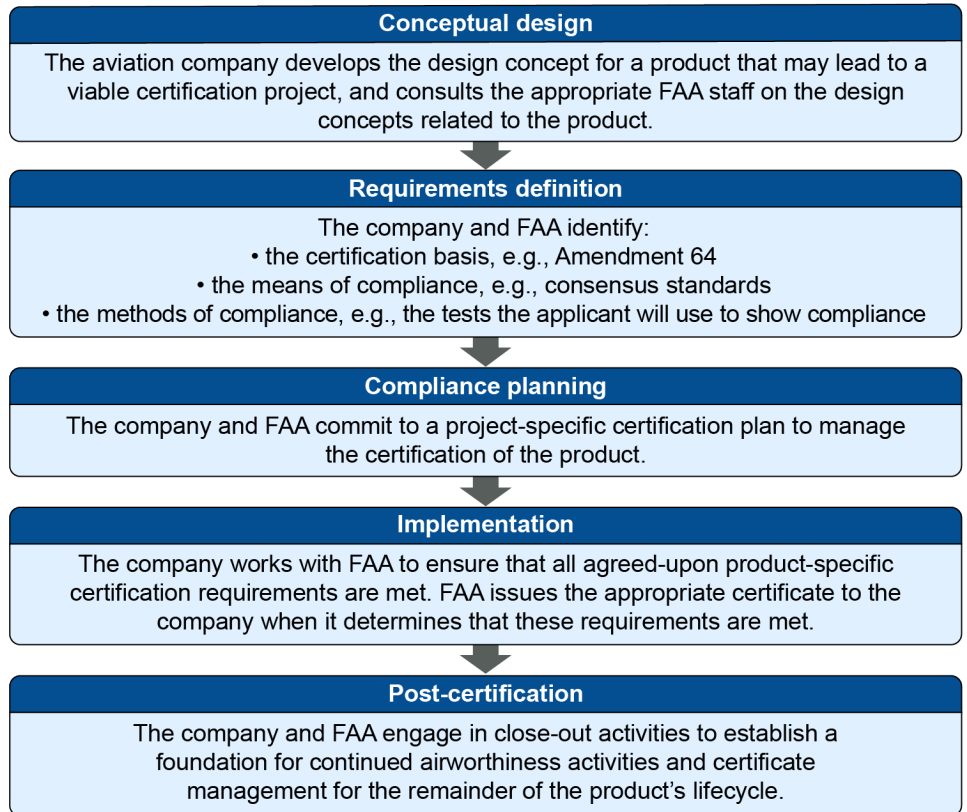 Conceptual design
The aviation company develops the design concept for a product that may lead to a
viable certification project, and consults the appropriate FAA staff on the design
concepts related to the product.
Requirements definition
The company and FAA identify:
• the certification basis, e.g., Amendment 64
• the means of compliance, e.g., consensus standards
• the methods of compliance, e.g., the tests the applicant will use to show compliance
Compliance planning
The company and FAA commit to a project-specific certification plan to manage
the certification of the product.
Implementation
The company works with FAA to ensure that all agreed-upon product-specific
certification requirements are met. FAA issues the appropriate certificate to the
company when it determines that these requirements are met.
Post-certification
The company and FAA engage in close-out activities to establish a
foundation for continued airworthiness activities and certificate
management for the remainder of the product’s lifecycle.